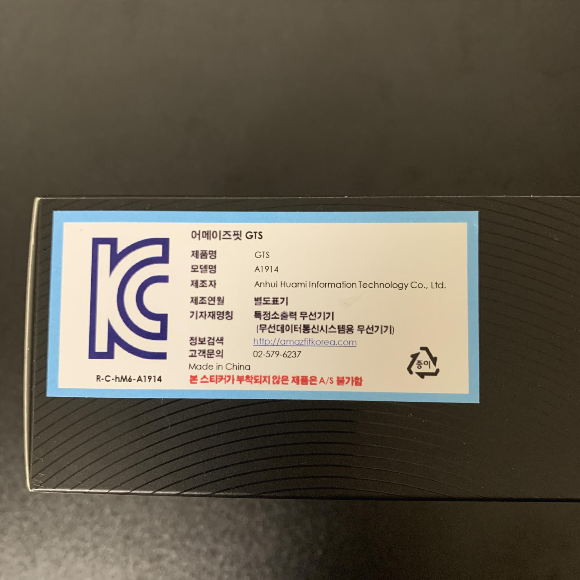 어메이즈핏 GTS
제품명 GTS
모델명 A1914
제조자 Anhui Huami Information Technology Co., Ltd.
제조연월 별도표기
기자재명칭 특정소출력 무선기기
(무선데이터통신시스템용 무선기기)
정보검색 http://amazfitkorea.com
고객문의 02-579-6237
Made in China
본 스티커가 부착되지 않은 제품은 A/S 불가함
R-C-hM6-A1914
종이